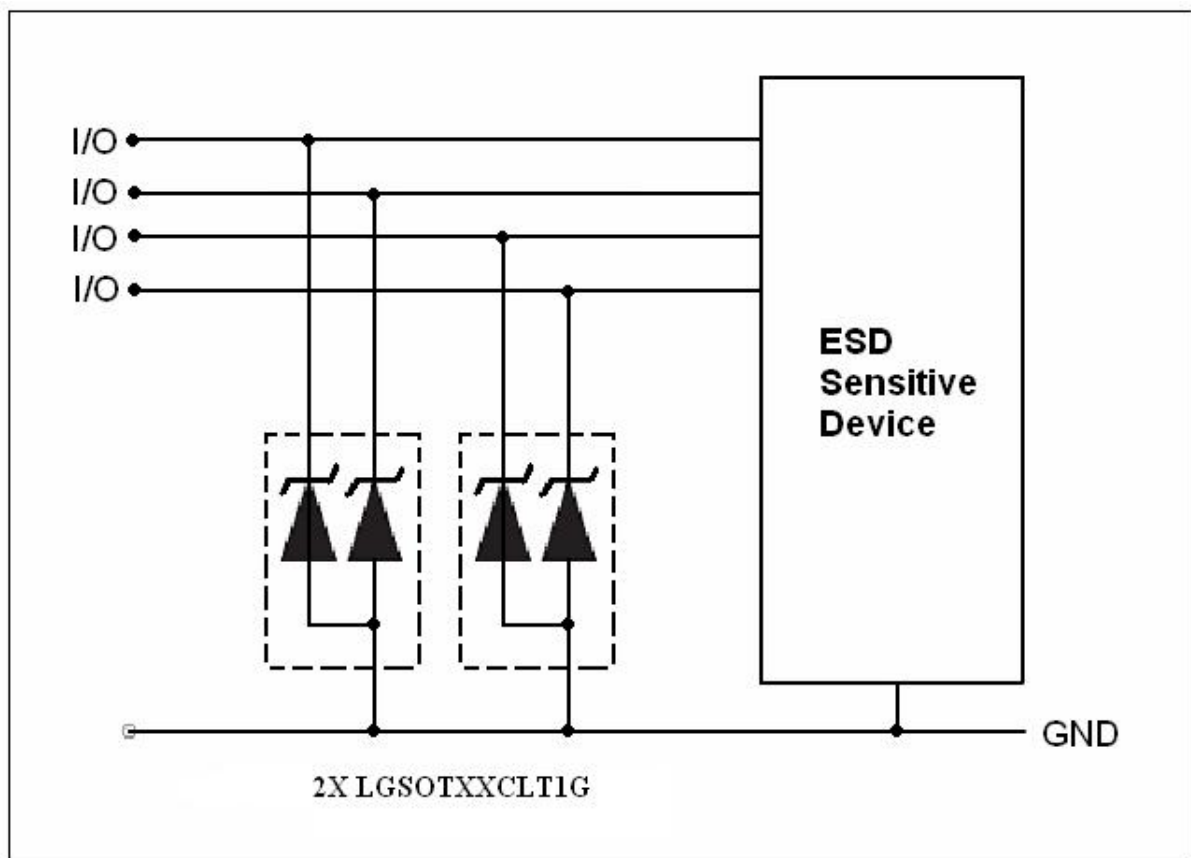 I/O
I/O
I/O
I/O
ESD
Sensitive
Device
GND
2X LGSOTXXCLT1G